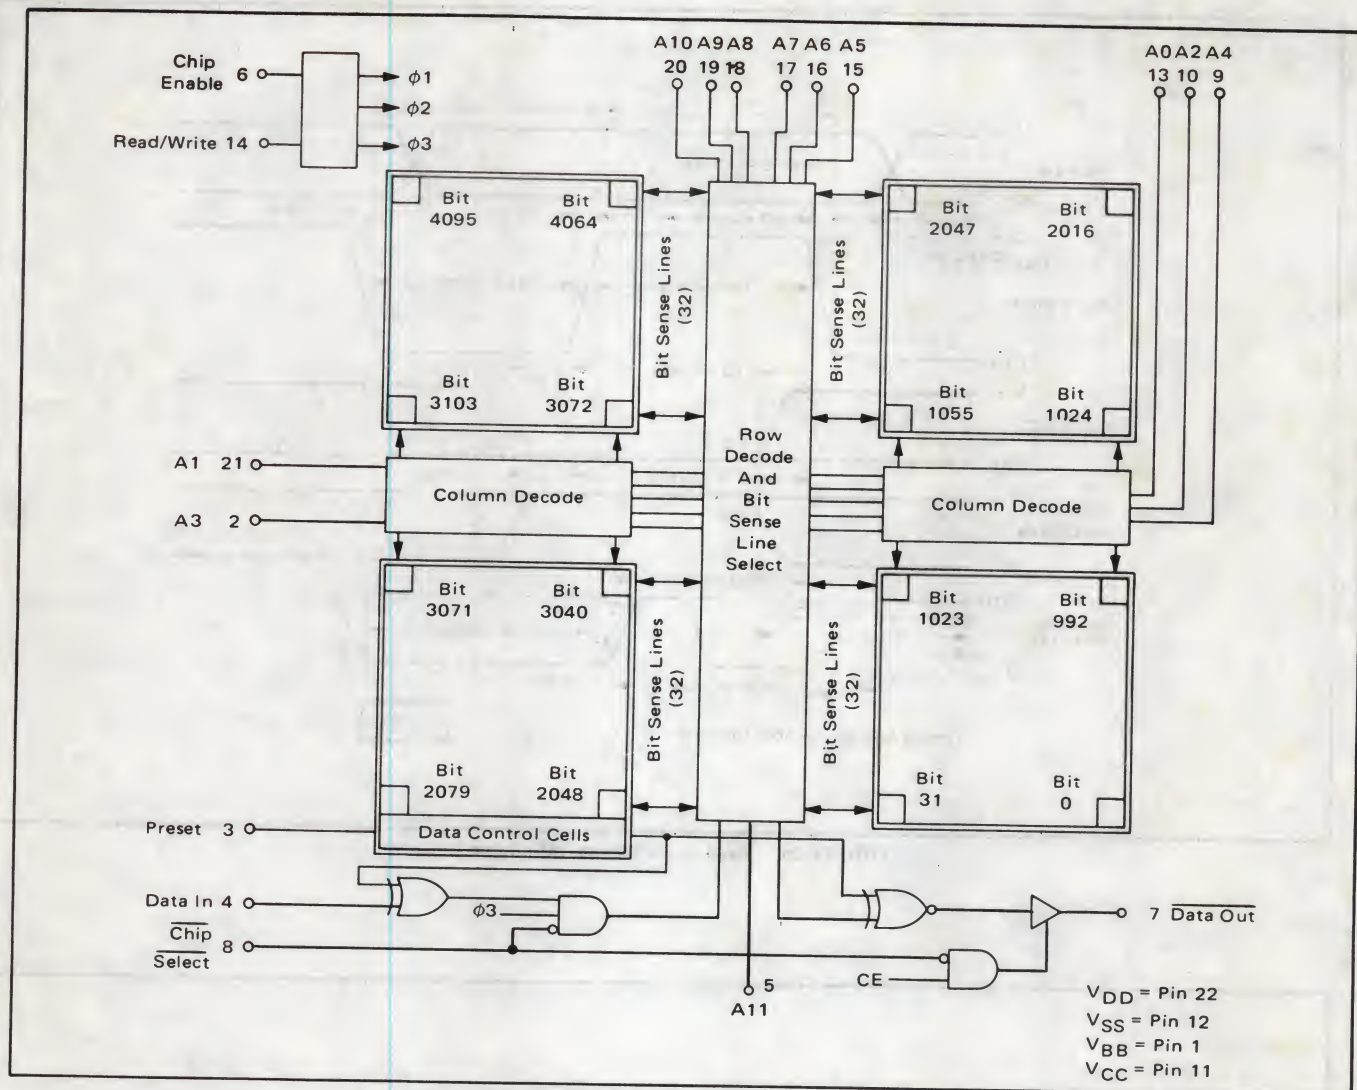 A10 A9 A8 A7 A6 A5
20 19 18 17 16 15
A0 A2 A4
13 10 9
Chip
Enable
6
ϕ1
ϕ2
Read/Write 14
ϕ3
Bit
4095
Bit
4064
Bit
3103
Bit
3072
Bit Sense Lines
(32)
Bit Sense Lines
(32)
Bit
2047
Bit
2016
Bit
1055
Bit
1024
A1 21
A3 2
Column Decode
Row
Decode
And
Bit
Sense
Line
Select
Column Decode
Bit
3071
Bit
3040
Bit
2079
Bit
2048
Data Control Cells
Bit Sense Lines
(32)
Bit Sense Lines
(32)
Bit
1023
Bit
992
Bit
31
Bit
0
Preset 3
Data In 4
ϕ3
Chip
Select
8
7 Data Out
CE
5
A11
VDD = Pin 22
VSS = Pin 12
VBB = Pin 1
VCC = Pin 11